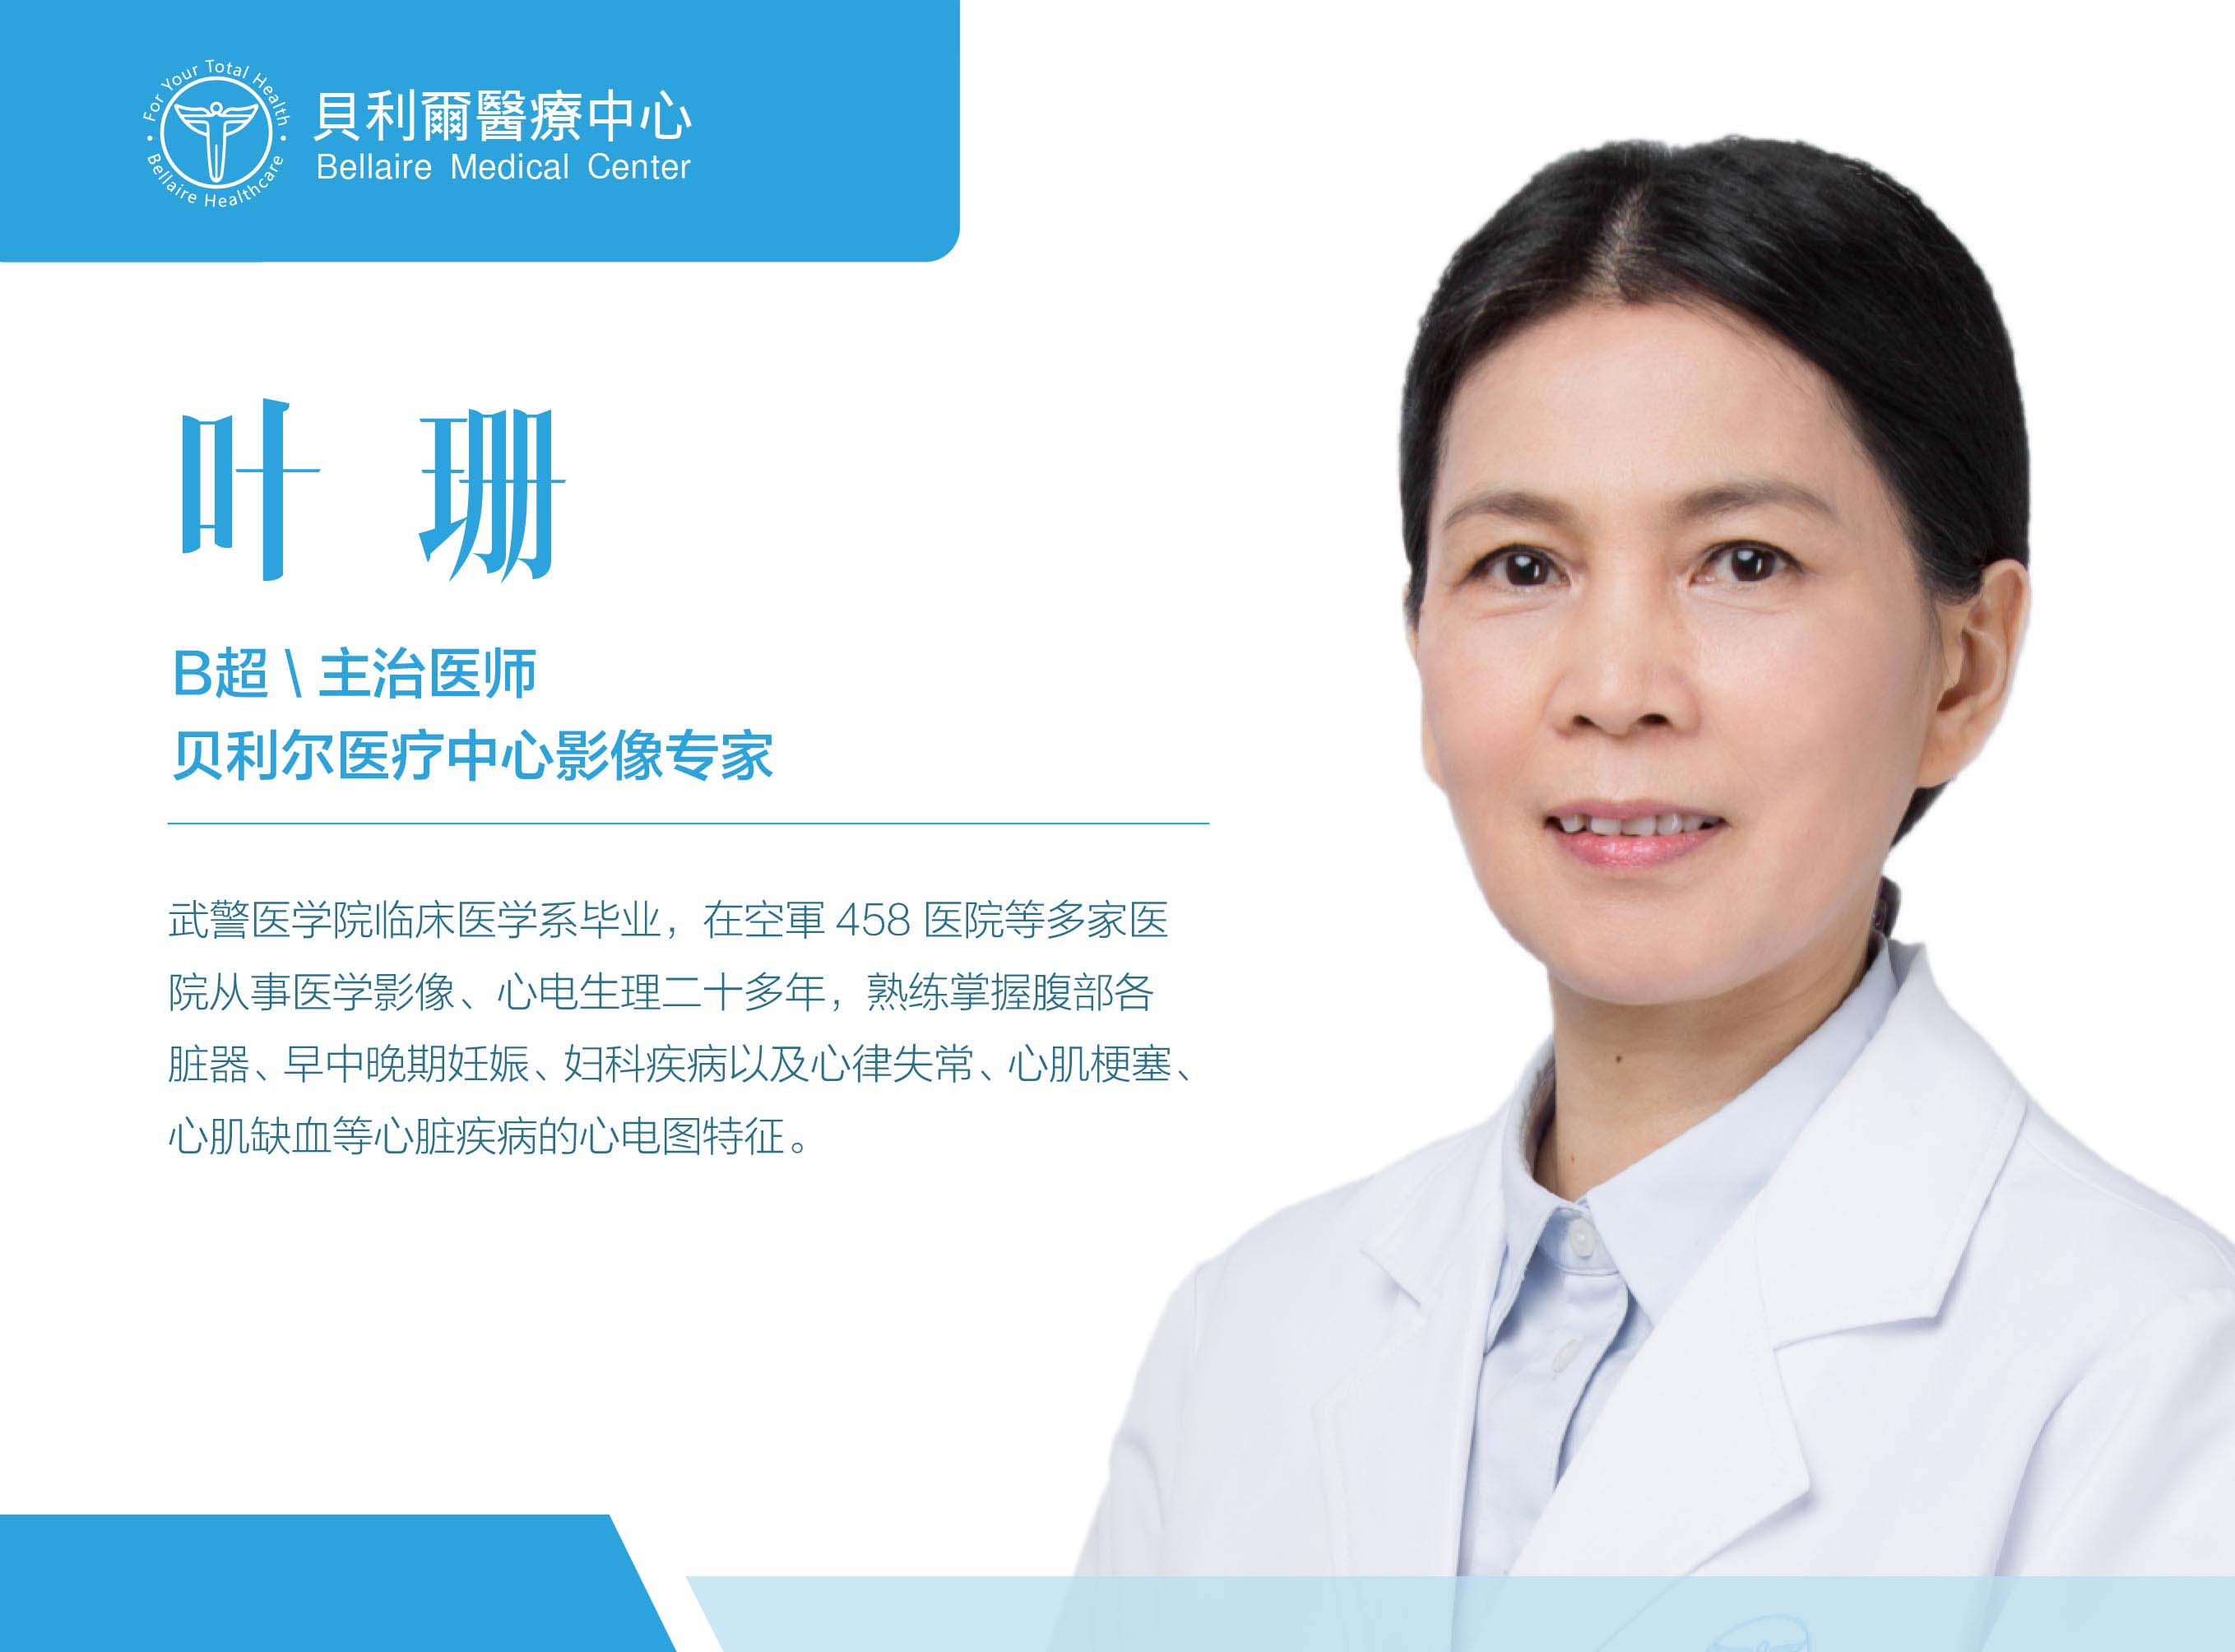 For Your Total Health
Bellaire Healthcare
貝利爾醫療中心
Bellaire Medical Center
叶 珊
B超 \ 主治医师
贝利尔医疗中心影像专家
武警医学院临床医学系毕业，在空軍 458 医院等多家医
院从事医学影像、心电生理二十多年，熟练掌握腹部各
脏器、早中晚期妊娠、妇科疾病以及心律失常、心肌梗塞、
心肌缺血等心脏疾病的心电图特征。